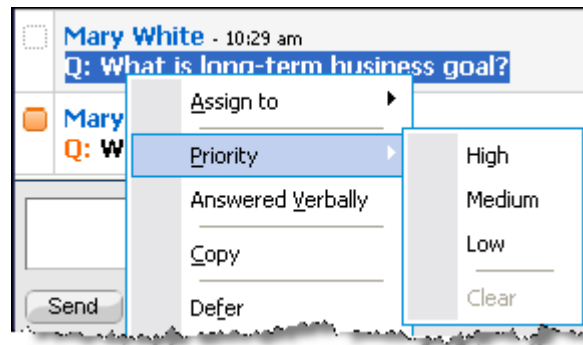 Mary White - 10:29 am
Q: What is long-term business goal?
Mary
Q: W
Assign to
Priority
Answered Verbally
Copy
Defer
High
Medium
Low
Clear
Send